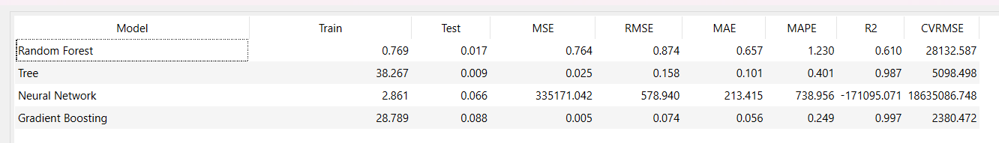 Model Train Test MSE RMSE MAE MAPE R2 CVRMSE
Random Forest 0.769 0.017 0.764 0.874 0.657 1.230 0.610 28132.587
Tree 38.267 0.009 0.025 0.158 0.101 0.401 0.987 5098.498
Neural Network 2.861 0.066 335171.042 578.940 213.415 738.956 -171095.071 18635086.748
Gradient Boosting 28.789 0.088 0.005 0.074 0.056 0.249 0.997 2380.472